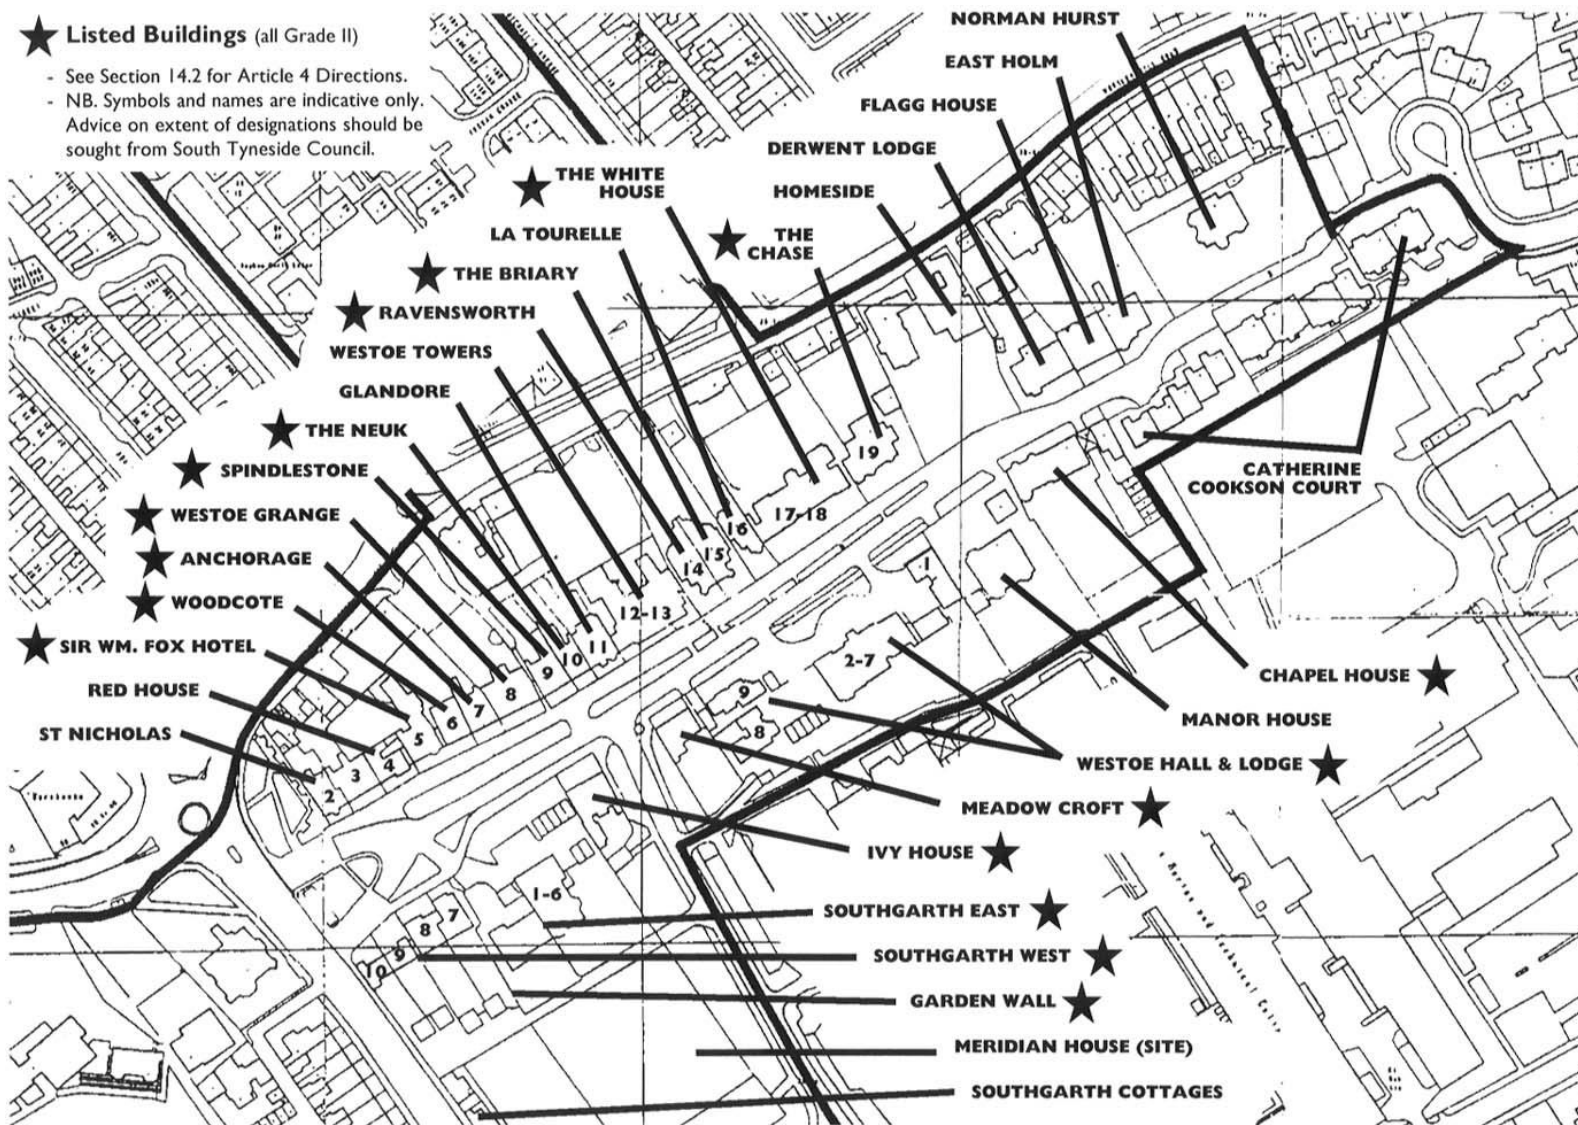 Listed Buildings (all Grade II)
- See Section 14.2 for Article 4 Directions.
- NB. Symbols and names are indicative only.
Advice on extent of designations should be
sought from South Tyneside Council.
NORMAN HURST
EAST HOLM
FLAGG HOUSE
DERWENT LODGE
HOMESIDE
THE WHITE
HOUSE
LA TOURELLE
THE
CHASE
THE BRIARY
RAVENSWORTH
WESTOE TOWERS
GLANDORE
THE NEUK
SPINDLESTONE
WESTOE GRANGE
ANCHORAGE
WOODCOTE
SIR WM. FOX HOTEL
RED HOUSE
ST NICHOLAS
CATHERINE
COOKSON COURT
CHAPEL HOUSE
MANOR HOUSE
WESTOE HALL & LODGE
MEADOW CROFT
IVY HOUSE
SOUTHGARTH EAST
SOUTHGARTH WEST
GARDEN WALL
MERIDIAN HOUSE (SITE)
SOUTHGARTH COTTAGES
19
17-18
16
15
14
12-13
11
10
9
8
7
6
5
4
3
2
1
2-7
9
8
1-6
7
8
9
10